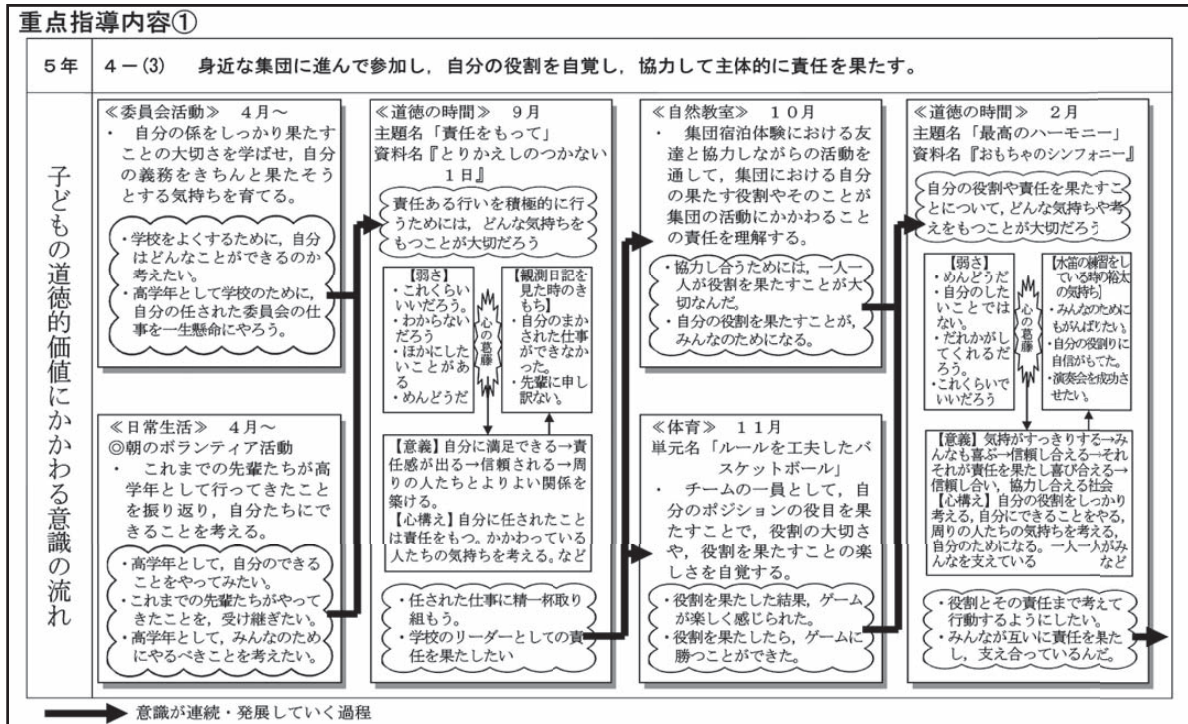 重点指導内容①
5年 4-(3) 身近な集団に進んで参加し，自分の役割を自覚し，協力して主体的に責任を果たす。
子どもの道徳的価値にかかわる意識の流れ
≪委員会活動≫ 4月～
・ 自分の係をしっかり果たす
ことの大切さを学ばせ，自分
の義務をきちんと果たそう
とする気持ちを育てる。
・学校をよくするために，自分
はどんなことができるのか
考えたい。
・高学年として学校のために，
自分の任された委員会の仕
事を一生懸命にやろう。
≪日常生活≫ 4月～
◎朝のボランティア活動
・ これまでの先輩たちが高
学年として行ってきたこと
を振り返り，自分たちにで
きることを考える。
・高学年として，自分のできる
ことをやってみたい。
・これまでの先輩たちがやって
きたことを，受け継ぎたい。
・高学年として，みんなのため
にやるべきことを考えたい。
≪道徳の時間≫ 9月
主題名「責任をもって」
資料名『とりかえしのつかない
1日』
責任ある行いを積極的に行
うためには，どんな気持ちを
もつことが大切だろう
【弱さ】
・これくらい
いいだろう。
・わからない
だろう
・ほかにした
いことがあ
る
・めんどうだ
心の葛藤
【観測日記を
見た時のき
もち】
・自分のまか
された仕事
ができなか
った。
・先輩に申し
訳ない。
【意義】自分に満足できる→責
任感が出る→信頼される→周
りの人たちとよりよい関係を
築ける。
【心構え】自分に任されたこと
は責任をもつ。かかわっている
人たちの気持ちを考える。など
・任された仕事に精一杯取り
組もう。
・学校のリーダーとしての責
任を果たしたい
≪自然教室≫ 10月
・ 集団宿泊体験における友
達と協力しながらの活動を
通して，集団における自分
の果たす役割やそのことが
集団の活動にかかわること
の責任を理解する。
・協力し合うためには，一人一
人が役割を果たすことが大
切なんだ。
・自分の役割を果たすことが，
みんなのためになる。
≪体育≫ 11月
単元名「ルールを工夫したバ
スケットボール」
・ チームの一員として，自
分のポジションの役目を果
たすことで，役割の大切さ
や，役割を果たすことの楽
しさを自覚する。
・役割を果たした結果，ゲーム
が楽しく感じられた。
・役割を果たしたら，ゲームに
勝つことができた。
≪道徳の時間≫ 2月
主題名「最高のハーモニー」
資料名『おもちゃのシンフォニー』
自分の役割や責任を果たすこ
とについて，どんな気持ちや考
えをもつことが大切だろう
【弱さ】
・めんどうだ
・自分のした
いことでは
ない。
・だれかがし
てくれるだ
ろう。
・これくらいで
いいだろう
心の葛藤
【水笛の練習をし
ている時の裕太
の気持ち】
・みんなのために
もがんばりたい。
・自分の役割りに
自信がもてた。
・演奏会を成功さ
せたい。
【意義】気持がすっきりする→み
んなも喜ぶ→信頼し合える→それ
ぞれが責任を果たし喜び合える→
信頼し合い，協力し合える社会
【心構え】自分の役割をしっかり
考える，自分にできることをやる，
周りの人たちの気持ちを考える，
自分のためになる。一人一人がみ
んなを支えている など
・役割とその責任まで考えて
行動するようにしたい。
・みんなが互いに責任を果た
し，支え合っているんだ。
意識が連続・発展していく過程